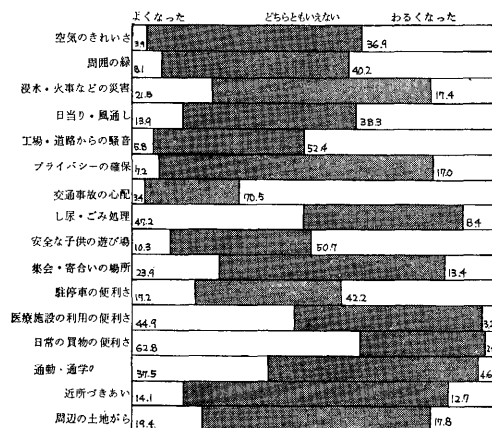 よくなった どちらともいえない わるくなった
空気のきれいさ 3.9 36.9
周囲の緑 8.1 40.2
浸水・火事などの災害 21.8 17.4
日当り・風通し 13.9 38.3
工場・道路からの騒音 5.8 52.4
プライバシーの確保 7.2 17.0
交通事故の心配 3.4 70.5
し尿・ごみ処理 47.2 8.4
安全な子供の遊び場 10.3 50.7
集会・寄合いの場所 23.9 13.4
駐停車の便利さ 42.2
医療施設の利用の便利さ 44.9
日常の買物の便利さ 62.8
通勤・通学の 37.5
近所づきあい 14.1 12.7
周辺の土地がら 19.4 17.8